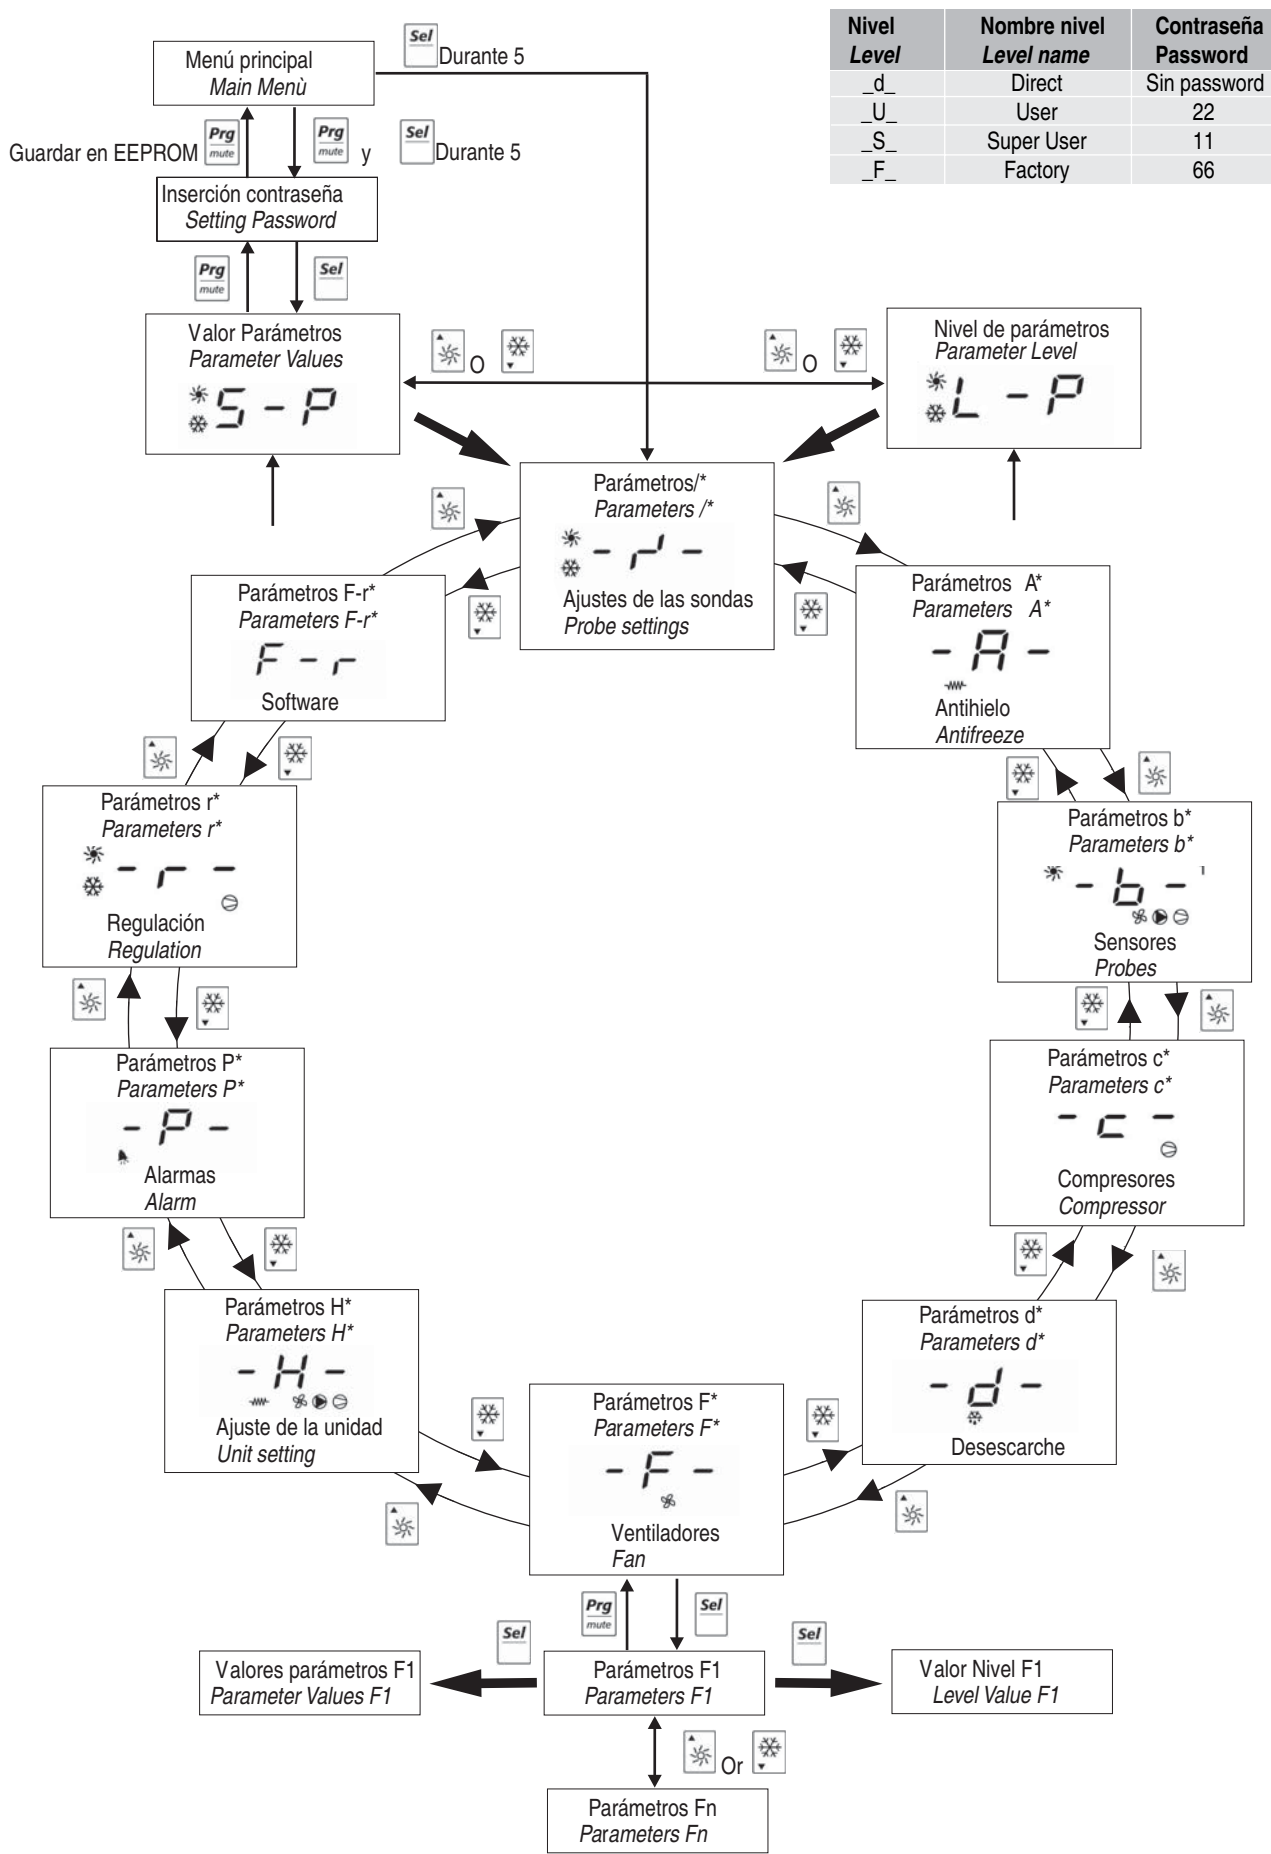 Nivel Nombre nivel Contraseña
Level Level name Password
_d_ Direct Sin password
_U_ User 22
_S_ Super User 11
_F_ Factory 66
Sel Durante 5
Menú principal
Main Menù
Guardar en EEPROM Prg mute Prg mute y Sel Durante 5
Inserción contraseña
Setting Password
Prg mute Sel
Valor Parámetros
Parameter Values
S - P
O
O
Nivel de parámetros
Parameter Level
L - P
Parámetros/*
Parameters /*
- / -
Ajustes de las sondas
Probe settings
Parámetros F-r*
Parameters F-r*
F - r
Software
Parámetros A*
Parameters A*
- A -
Antihielo
Antifreeze
Parámetros r*
Parameters r*
- r -
Regulación
Regulation
Parámetros b*
Parameters b*
- b - 1
Sensores
Probes
Parámetros P*
Parameters P*
- P -
Alarmas
Alarm
Parámetros c*
Parameters c*
- c -
Compresores
Compressor
Parámetros H*
Parameters H*
- H -
Ajuste de la unidad
Unit setting
Parámetros d*
Parameters d*
- d -
Desescarche
Parámetros F*
Parameters F*
- F -
Ventiladores
Fan
Prg mute Sel
Sel Sel
Valores parámetros F1
Parameter Values F1
Parámetros F1
Parameters F1
Valor Nivel F1
Level Value F1
Or
Parámetros Fn
Parameters Fn